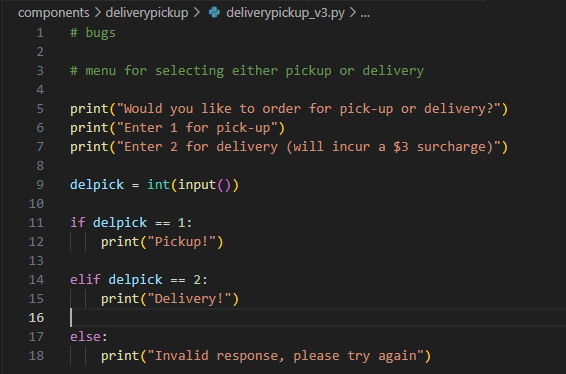 components > deliverypickup > deliverypickup_v3.py > ...
1 # bugs
2
3 # menu for selecting either pickup or delivery
4
5 print("Would you like to order for pick-up or delivery?")
6 print("Enter 1 for pick-up")
7 print("Enter 2 for delivery (will incur a $3 surcharge)")
8
9 delpick = int(input())
10
11 if delpick == 1:
12     print("Pickup!")
13
14 elif delpick == 2:
15     print("Delivery!")
16
17 else:
18     print("Invalid response, please try again")